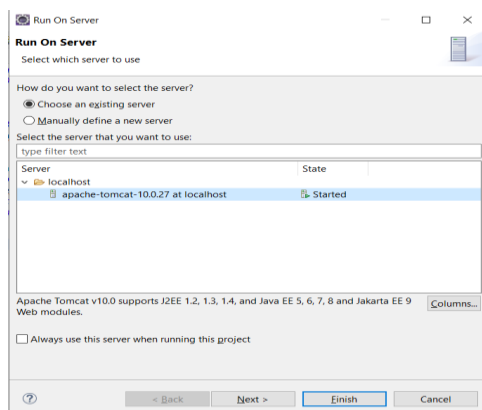 Run On Server
Run On Server
Select which server to use
How do you want to select the server?
Choose an existing server
Manually define a new server
Select the server that you want to use:
type filter text
Server State
localhost
apache-tomcat-10.0.27 at localhost Started
Apache Tomcat v10.0 supports J2EE 1.2, 1.3, 1.4, and Java EE 5, 6, 7, 8 and Jakarta EE 9
Web modules.
Columns...
Always use this server when running this project
? < Back Next > Finish Cancel